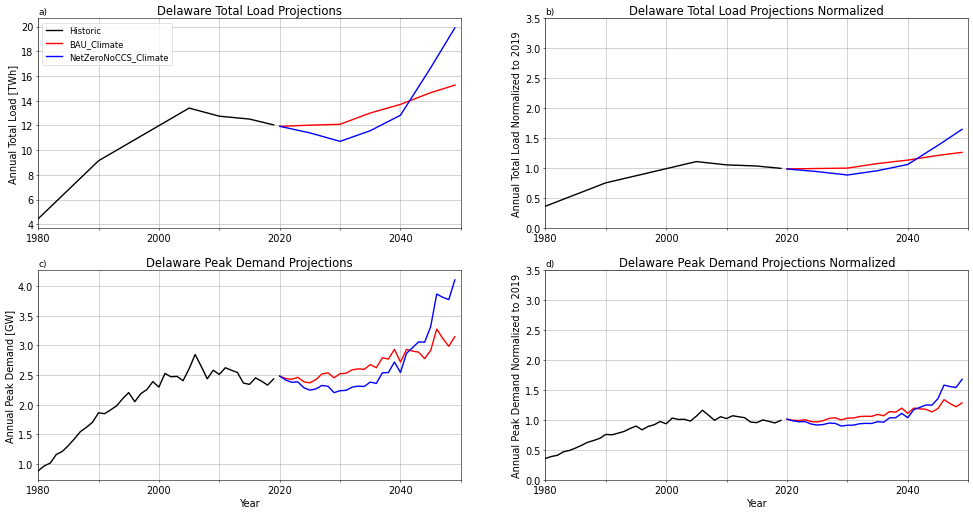 a)
Delaware Total Load Projections
Historic
BAU_Climate
NetZeroNoCCS_Climate
Annual Total Load [TWh]
20
18
16
14
12
10
8
6
4
1980
2000
2020
2040
b)
Delaware Total Load Projections Normalized
Annual Total Load Normalized to 2019
3.5
3.0
2.5
2.0
1.5
1.0
0.5
0.0
1980
2000
2020
2040
c)
Delaware Peak Demand Projections
Annual Peak Demand [GW]
4.0
3.5
3.0
2.5
2.0
1.5
1.0
1980
2000
2020
2040
Year
d)
Delaware Peak Demand Projections Normalized
Annual Peak Demand Normalized to 2019
3.5
3.0
2.5
2.0
1.5
1.0
0.5
0.0
1980
2000
2020
2040
Year